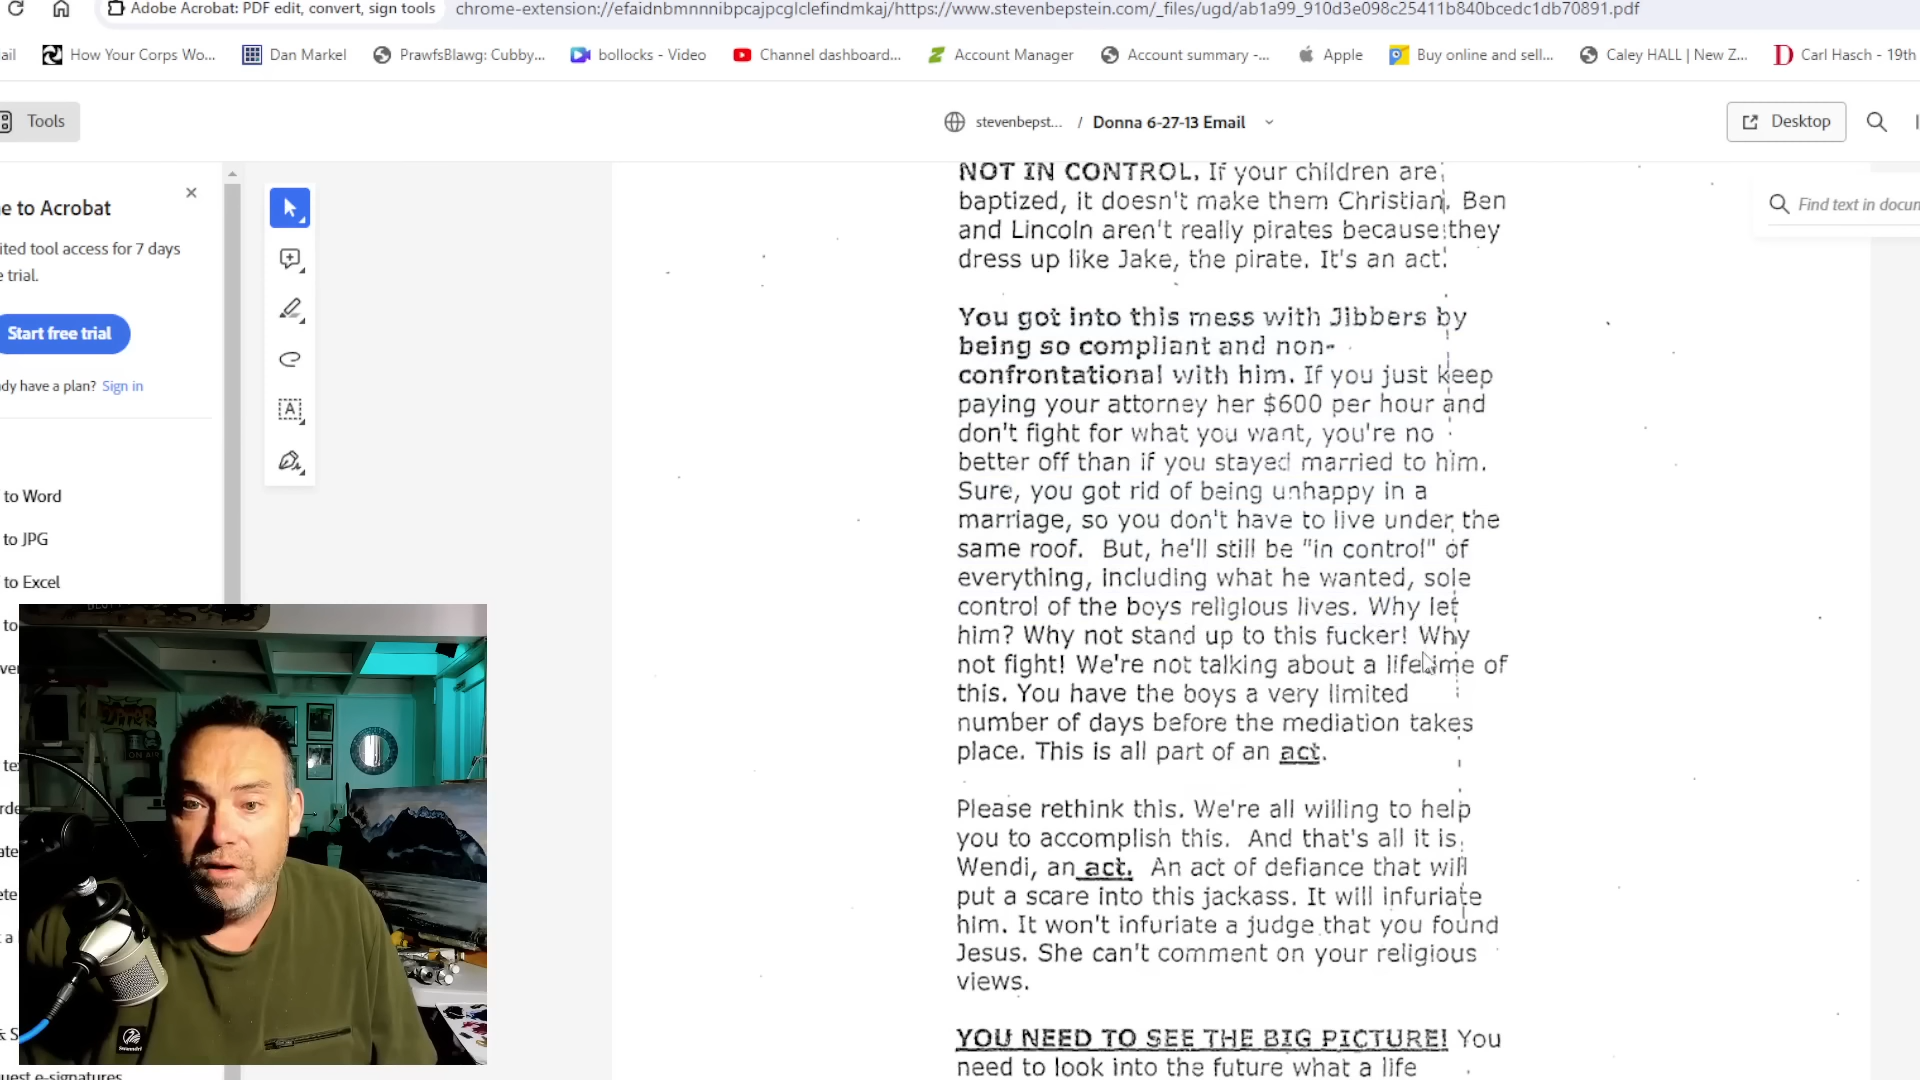 Adobe Acrobat: PDF edit, convert, sign tools
chrome-extension://efaidnbmnnnibpcajpcglclefindmkaj/https://www.stevenbepstein.com/_files/ugd/ab1a99_910d3e098c25411b840bcedc1db70891.pdf
ail
How Your Corps Wo...
Dan Markel
PrawfsBlawg: Cubby...
bollocks - Video
Channel dashboard...
Account Manager
Account summary -...
Apple
Buy online and sell...
Caley HALL | New Z...
Carl Hasch - 19th
Tools
stevenbepst... / Donna 6-27-13 Email
Desktop
e to Acrobat
ited tool access for 7 days
e trial.
Start free trial
dy have a plan? Sign in
to Word
to JPG
to Excel
to
Find text in docun
NOT IN CONTROL. If your children are
baptized, it doesn't make them Christian. Ben
and Lincoln aren't really pirates because they
dress up like Jake, the pirate. It's an act.
You got into this mess with Jibbers by
being so compliant and non-
confrontational with him. If you just keep
paying your attorney her $600 per hour and
don't fight for what you want, you're no
better off than if you stayed married to him.
Sure, you got rid of being unhappy in a
marriage, so you don't have to live under the
same roof. But, he'll still be "in control" of
everything, including what he wanted, sole
control of the boys religious lives. Why let
him? Why not stand up to this fucker! Why
not fight! We're not talking about a lifetime of
this. You have the boys a very limited
number of days before the mediation takes
place. This is all part of an act.
Please rethink this. We're all willing to help
you to accomplish this. And that's all it is,
Wendi, an act. An act of defiance that will
put a scare into this jackass. It will infuriate
him. It won't infuriate a judge that you found
Jesus. She can't comment on your religious
views.
YOU NEED TO SEE THE BIG PICTURE! You
need to look into the future what a life
ON AIR
Swanndri
uest e-signatures